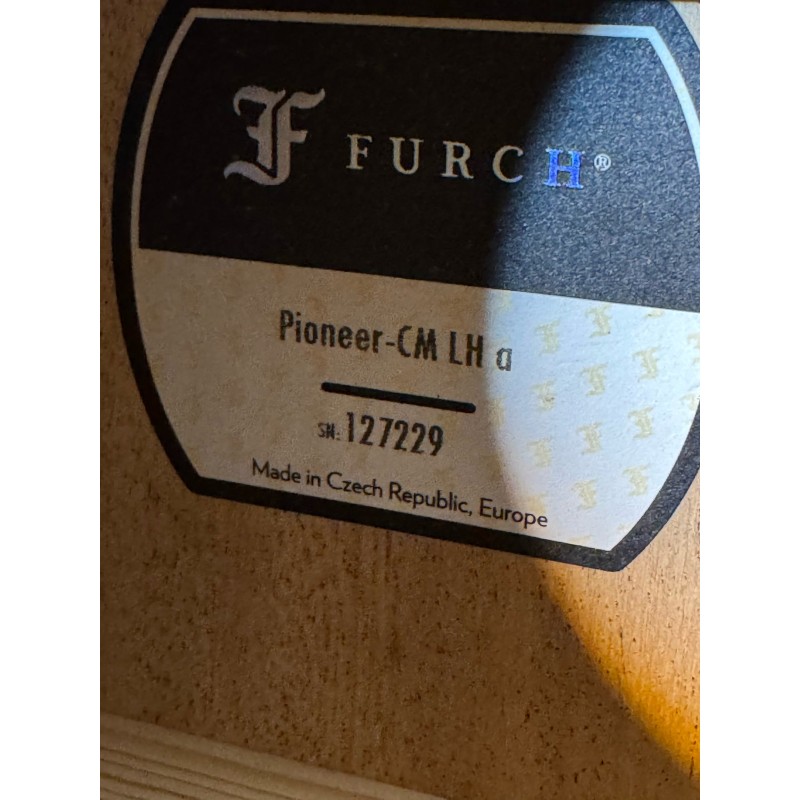 F FURCH®
Pioneer-CM LH a
SN: 127229
Made in Czech Republic, Europe